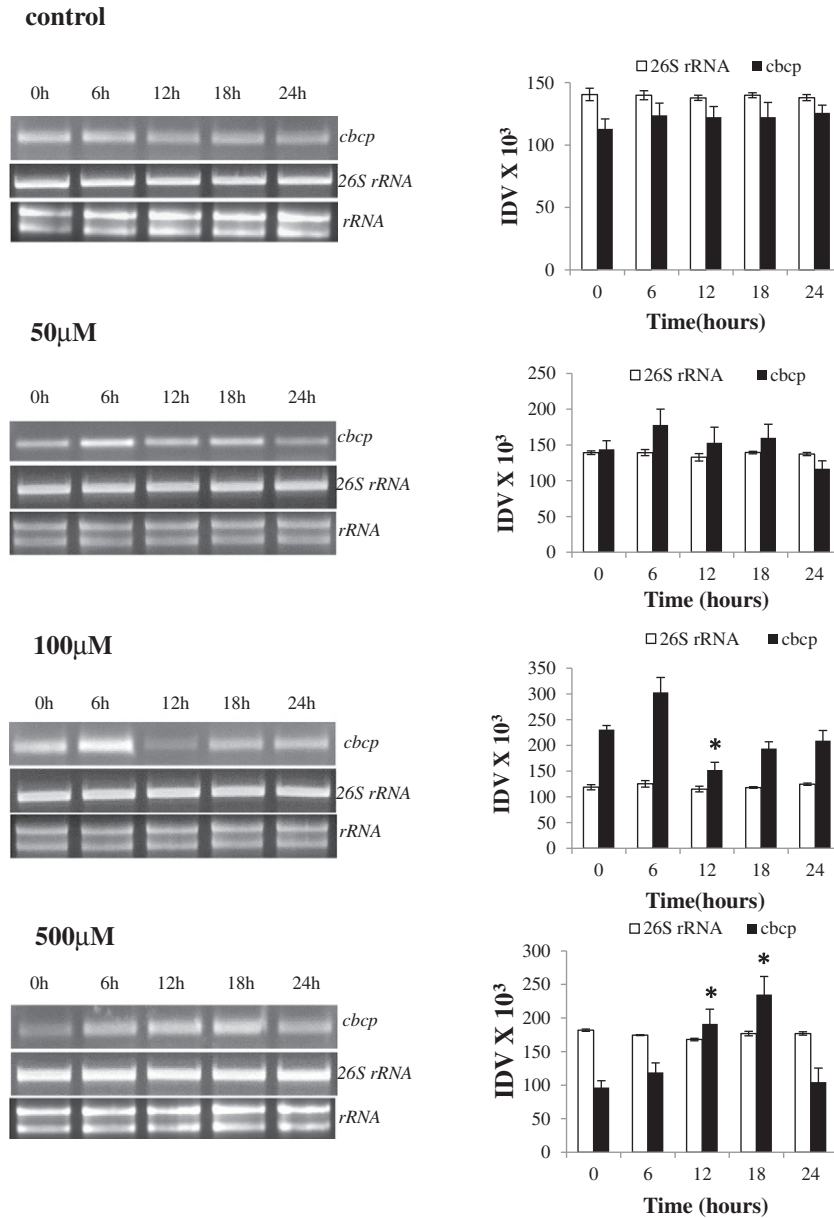 control
0h 6h 12h 18h 24h
cbcp
26S rRNA
rRNA
26S rRNA cbcp
IDV X 10³
150
100
50
0
0 6 12 18 24
Time(hours)
50µM
0h 6h 12h 18h 24h
cbcp
26S rRNA
rRNA
26S rRNA cbcp
IDV X 10³
250
200
150
100
50
0
0 6 12 18 24
Time (hours)
100µM
0h 6h 12h 18h 24h
cbcp
26S rRNA
rRNA
26S rRNA cbcp
IDV X 10³
350
300
250
200
150
100
50
0
*
0 6 12 18 24
Time(hours)
500µM
0h 6h 12h 18h 24h
cbcp
26S rRNA
rRNA
26S rRNA cbcp
IDV X 10³
300
250
200
150
100
50
0
* *
0 6 12 18 24
Time (hours)